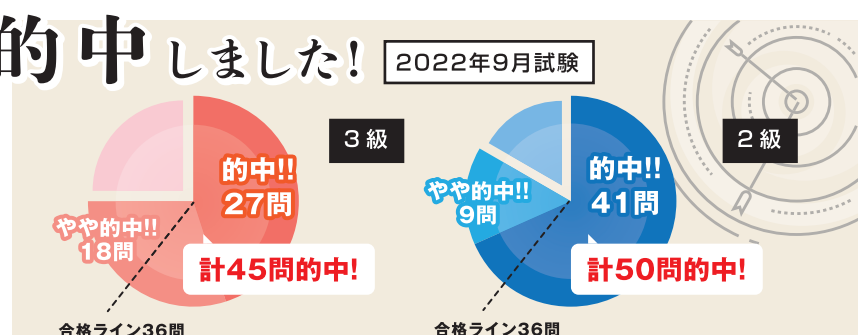 的中しました! 2022年9月試験
3級
的中!!
27問
やや的中!!
18問
計45問的中!
合格ライン36問
2級
的中!!
41問
やや的中!!
9問
計50問的中!
合格ライン36問